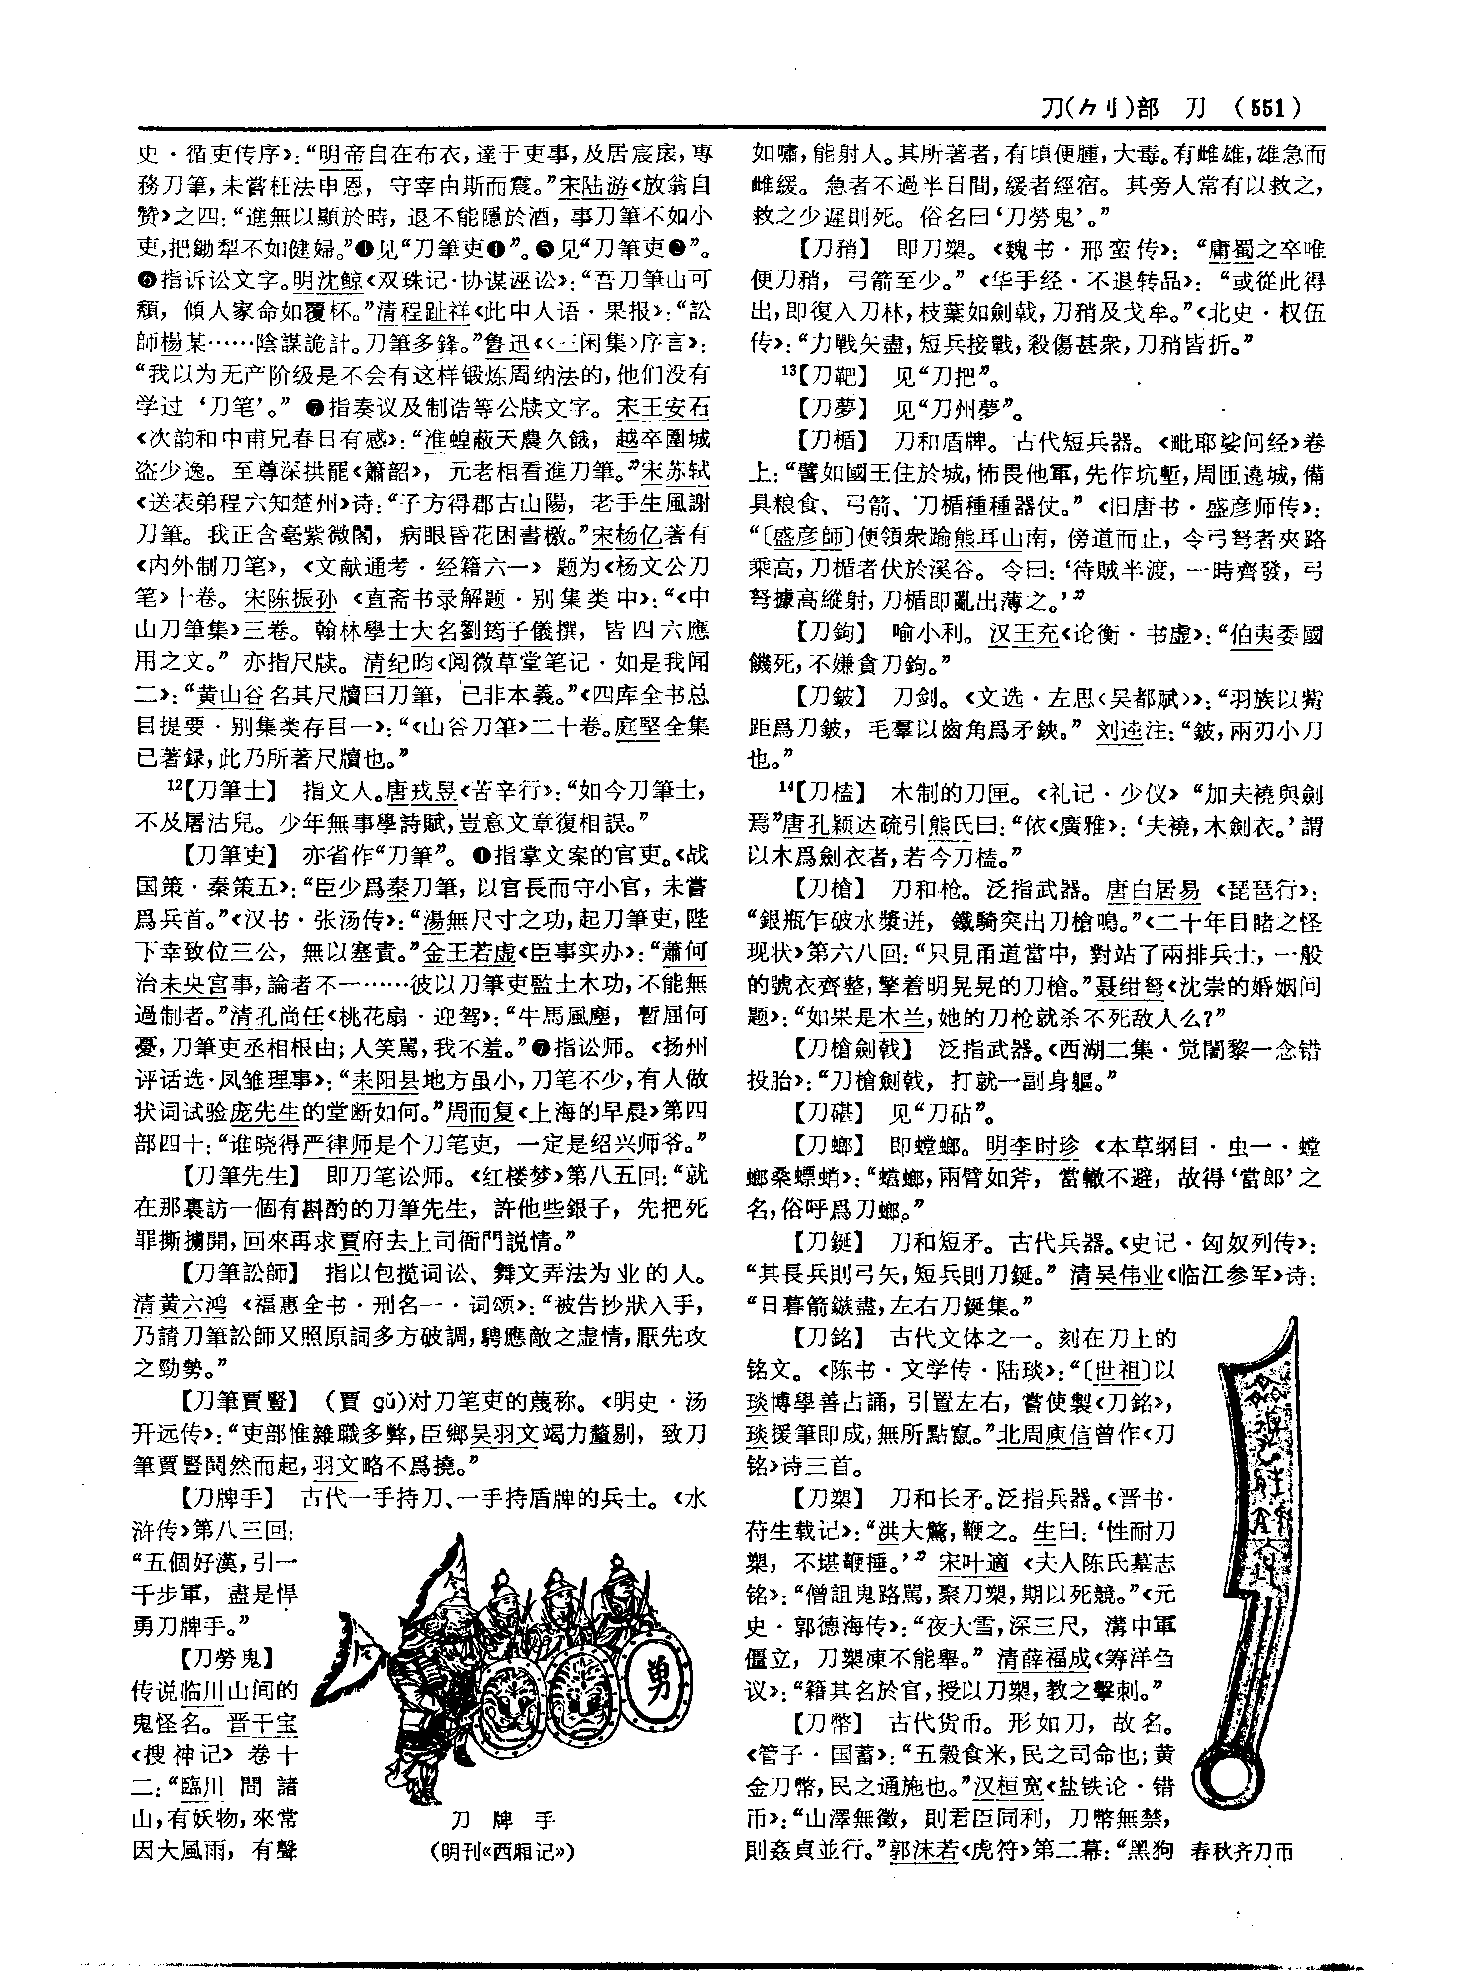 刀(⺈刂)部　刀　(551)
史·循吏传序》：“明帝自在布衣，達于吏事，及居宸扆，專
務刀筆，未嘗枉法申恩，守宰由斯而震。”宋陆游《放翁自
赞》之四：“進無以顯於時，退不能隱於酒，事刀筆不如小
吏，把鋤犁不如健婦。”❹见“刀筆吏❶”。❺见“刀筆吏❷”。
❻指诉讼文字。明沈鲸《双珠记·协谋诬讼》：“吾刀筆山可
頹，傾人家命如覆杯。”清程趾祥《此中人语·果报》：“訟
師楊某……陰謀詭計。刀筆多鋒。”鲁迅《〈三闲集〉序言》：
“我以为无产阶级是不会有这样锻炼周纳法的，他们没有
学过‘刀笔’。”❼指奏议及制诰等公牍文字。宋王安石
《次韵和中甫兄春日有感》：“淮蝗蔽天農久餓，越卒圍城
盜少逸。至尊深拱罷《簫韶》，元老相看進刀筆。”宋苏轼
《送表弟程六知楚州》诗：“子方得郡古山陽，老手生風謝
刀筆。我正含毫紫微閣，病眼昏花困書檄。”宋杨亿著有
《内外制刀笔》，《文献通考·经籍六一》题为《杨文公刀
笔》十卷。宋陈振孙《直斋书录解题·别集类中》：“《中
山刀筆集》三卷。翰林學士大名劉筠子儀撰，皆四六應
用之文。”亦指尺牍。清纪昀《阅微草堂笔记·如是我闻
二》：“黄山谷名其尺牘曰刀筆，已非本義。”《四库全书总
目提要·别集类存目一》：“《山谷刀筆》二十卷。庭堅全集
已著録，此乃所著尺牘也。”
¹²【刀筆士】　指文人。唐戎昱《苦辛行》：“如今刀筆士，
不及屠沽兒。少年無事學詩賦，豈意文章復相誤。”
【刀筆吏】　亦省作“刀筆”。❶指掌文案的官吏。《战
国策·秦策五》：“臣少爲秦刀筆，以官長而守小官，未嘗
爲兵首。”《汉书·张汤传》：“湯無尺寸之功，起刀筆吏，陛
下幸致位三公，無以塞責。”金王若虚《臣事实办》：“蕭何
治未央宫事，論者不一……彼以刀筆吏監土木功，不能無
過制者。”清孔尚任《桃花扇·迎驾》：“牛馬風塵，暫屈何
憂，刀筆吏丞相根由；人笑駡，我不羞。”❷指讼师。《扬州
评话选·凤雏理事》：“耒阳县地方虽小，刀笔不少，有人做
状词试验庞先生的堂断如何。”周而复《上海的早晨》第四
部四十：“谁晓得严律师是个刀笔吏，一定是绍兴师爷。”
【刀筆先生】　即刀笔讼师。《红楼梦》第八五回：“就
在那裏訪一個有斟酌的刀筆先生，許他些銀子，先把死
罪撕擄開，回來再求賈府去上司衙門説情。”
【刀筆訟師】　指以包揽词讼、舞文弄法为业的人。
清黄六鸿《福惠全书·刑名一·词颂》：“被告抄狀入手，
乃請刀筆訟師又照原詞多方破調，騁應敵之虚情，厭先攻
之勁勢。”
【刀筆賈豎】　(賈 gǔ)对刀笔吏的蔑称。《明史·汤
开远传》：“吏部惟雜職多弊，臣鄉吴羽文竭力釐剔，致刀
筆賈豎鬨然而起，羽文略不爲撓。”
【刀牌手】　古代一手持刀、一手持盾牌的兵士。《水
浒传》第八三回：
“五個好漢，引一
千步軍，盡是悍
勇刀牌手。”
【刀勞鬼】
传说临川山间的
鬼怪名。晋干宝
《搜神记》卷十
二：“臨川間諸
山，有妖物，來常
因大風雨，有聲
勇
刀牌手
(明刊《西厢记》)
如嘯，能射人。其所著者，有頃便腫，大毒。有雌雄，雄急而
雌緩。急者不過半日間，緩者經宿。其旁人常有以救之，
救之少遲則死。俗名曰‘刀勞鬼’。”
【刀稍】　即刀槊。《魏书·邢蛮传》：“庸蜀之卒唯
便刀稍，弓箭至少。”《华手经·不退转品》：“或從此得
出，即復入刀林，枝葉如劍戟，刀稍及戈牟。”《北史·权伍
传》：“力戰矢盡，短兵接戰，殺傷甚衆，刀稍皆折。”
¹³【刀靶】　见“刀把”。
【刀夢】　见“刀州夢”。
【刀楯】　刀和盾牌。古代短兵器。《毗耶娑问经》卷
上：“譬如國王住於城，怖畏他軍，先作坑塹，周匝遶城，備
具粮食、弓箭、刀楯種種器仗。”《旧唐书·盛彦师传》：
“〔盛彦師〕便領衆踰熊耳山南，傍道而止，令弓弩者夾路
乘高，刀楯者伏於溪谷。令曰：‘待賊半渡，一時齊發，弓
弩據高縱射，刀楯即亂出薄之。’”
【刀鉤】　喻小利。汉王充《论衡·书虚》：“伯夷委國
饑死，不嫌貪刀鉤。”
【刀鈹】　刀剑。《文选·左思〈吴都赋〉》：“羽族以觜
距爲刀鈹，毛羣以齒角爲矛鋏。”刘逵注：“鈹，兩刃小刀
也。”
¹⁴【刀榼】　木制的刀匣。《礼记·少仪》“加夫襓與劍
焉”唐孔颖达疏引熊氏曰：“依《廣雅》：‘夫襓，木劍衣。’謂
以木爲劍衣者，若今刀榼。”
【刀槍】　刀和枪。泛指武器。唐白居易《琵琶行》：
“銀瓶乍破水漿迸，鐵騎突出刀槍鳴。”《二十年目睹之怪
现状》第六八回：“只見甬道當中，對站了兩排兵士，一般
的號衣齊整，擎着明晃晃的刀槍。”聂绀弩《沈崇的婚姻问
题》：“如果是木兰，她的刀枪就杀不死敌人么？”
【刀槍劍戟】　泛指武器。《西湖二集·觉闍黎一念错
投胎》：“刀槍劍戟，打就一副身軀。”
【刀碪】　见“刀砧”。
【刀螂】　即螳螂。明李时珍《本草纲目·虫一·螳
螂桑螵蛸》：“螳螂，兩臂如斧，當轍不避，故得‘當郎’之
名，俗呼爲刀螂。”
【刀鋋】　刀和短矛。古代兵器。《史记·匈奴列传》：
“其長兵則弓矢，短兵則刀鋋。”清吴伟业《临江参军》诗：
“日暮箭鏃盡，左右刀鋋集。”
【刀銘】　古代文体之一。刻在刀上的
铭文。《陈书·文学传·陆琰》：“〔世祖〕以
琰博學善占誦，引置左右，嘗使製《刀銘》，
琰援筆即成，無所點竄。”北周庾信曾作《刀
铭》诗三首。
【刀槊】　刀和长矛。泛指兵器。《晋书·
苻生载记》：“洪大驚，鞭之。生曰：‘性耐刀
槊，不堪鞭捶。’”宋叶適《夫人陈氏墓志
铭》：“僧詛鬼路駡，聚刀槊，期以死競。”《元
史·郭德海传》：“夜大雪，深三尺，溝中軍
僵立，刀槊凍不能舉。”清薛福成《筹洋刍
议》：“籍其名於官，授以刀槊，教之擊刺。”
【刀幣】　古代货币。形如刀，故名。
《管子·国蓄》：“五穀食米，民之司命也；黄
金刀幣，民之通施也。”汉桓宽《盐铁论·错
币》：“山澤無徵，則君臣同利，刀幣無禁，
則姦貞並行。”郭沫若《虎符》第二幕：“黑狗
春秋齐刀币